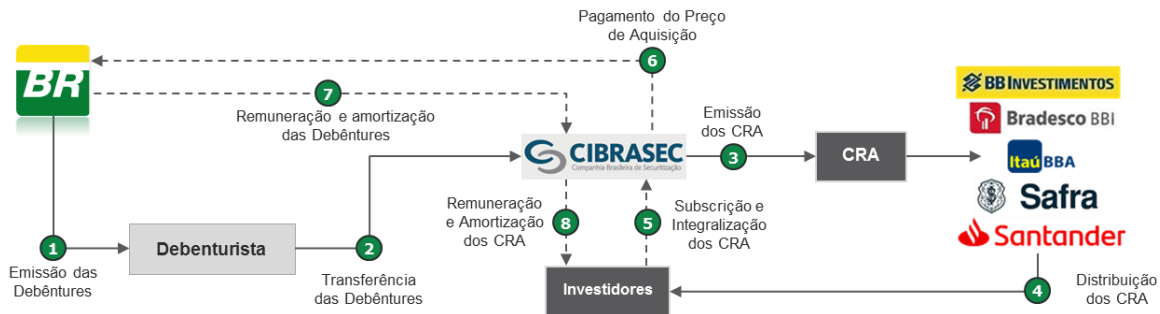 Pagamento do Preço
de Aquisição
6
BR
7
Remuneração e amortização
das Debêntures
Emissão
dos CRA
BB INVESTIMENTOS
Bradesco BBI
CIBRASEC
Companhia Brasileira de Securitização
3
CRA
Itaú BBA
Remuneração
e Amortização
dos CRA
8
5
Subscrição e
Integralização
dos CRA
Safra
Santander
1
Debenturista
2
Emissão das
Debêntures
Transferência
das Debêntures
Investidores
4
Distribuição
dos CRA